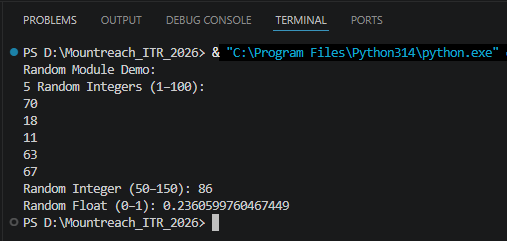 PROBLEMS OUTPUT DEBUG CONSOLE TERMINAL PORTS
PS D:\Mountreach_ITR_2026> & "C:\Program Files\Python314\python.exe"
Random Module Demo:
5 Random Integers (1–100):
70
18
11
63
67
Random Integer (50–150): 86
Random Float (0–1): 0.2360599760467449
PS D:\Mountreach_ITR_2026>